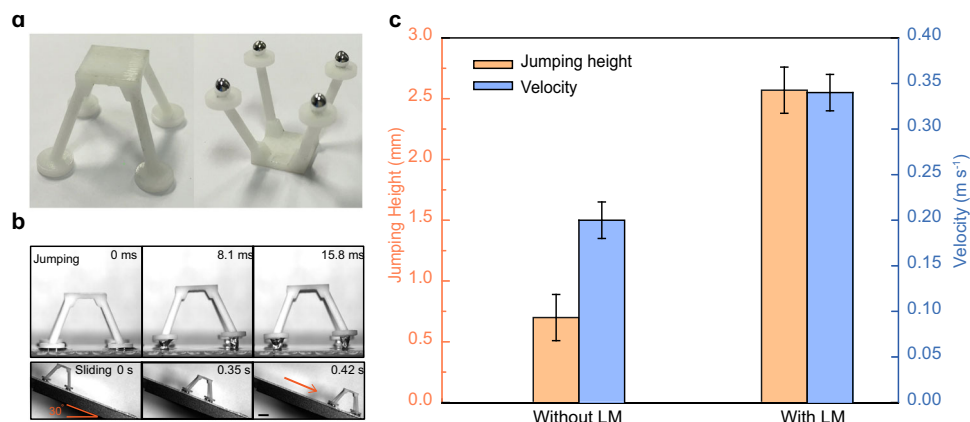 a
b
Jumping
0 ms
8.1 ms
15.8 ms
Sliding 0 s
30
0.35 s
0.42 s
c
Jumping Height (mm)
3.0
2.5
2.0
1.5
1.0
0.5
0.0
Jumping height
Velocity
Without LM
With LM
0.40
0.35
0.30
0.25
0.20
0.15
0.10
0.05
0.00
Velocity (m s⁻¹)